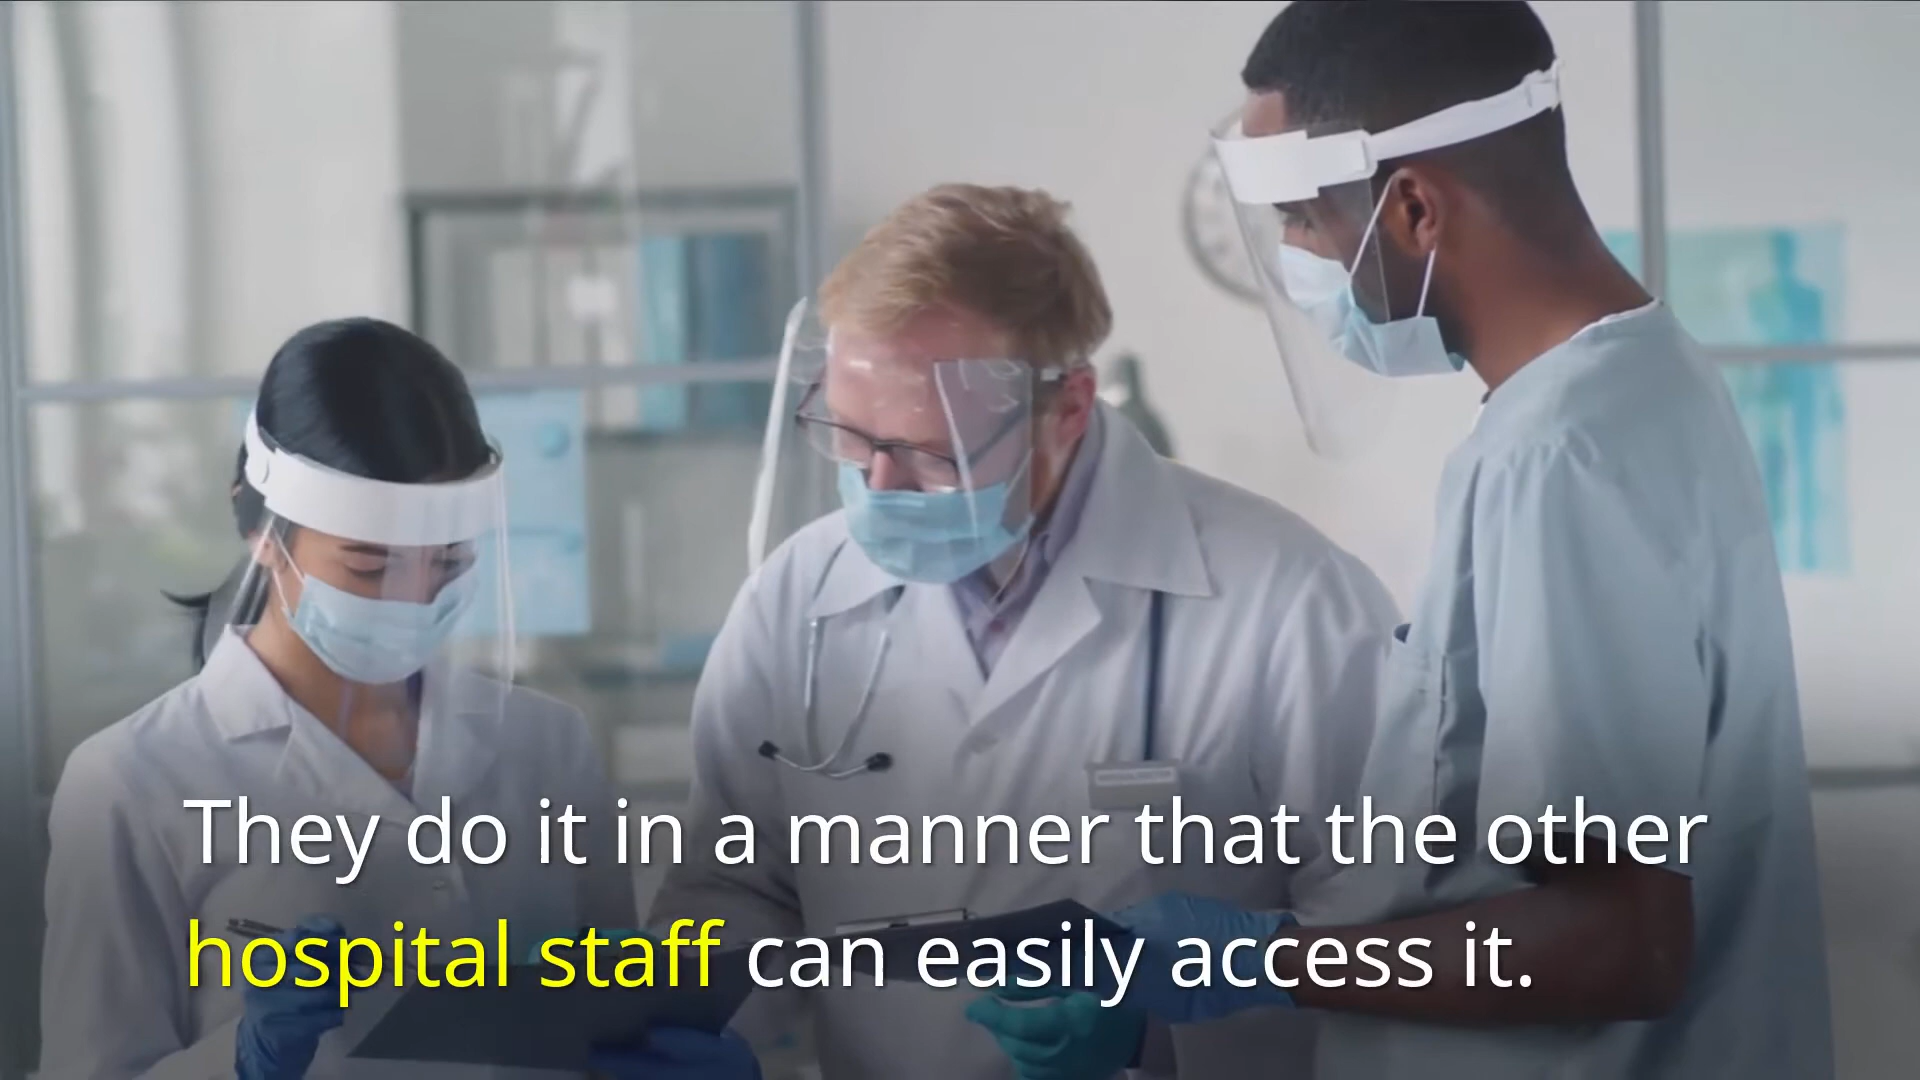 They do it in a manner that the other
hospital staff can easily access it.